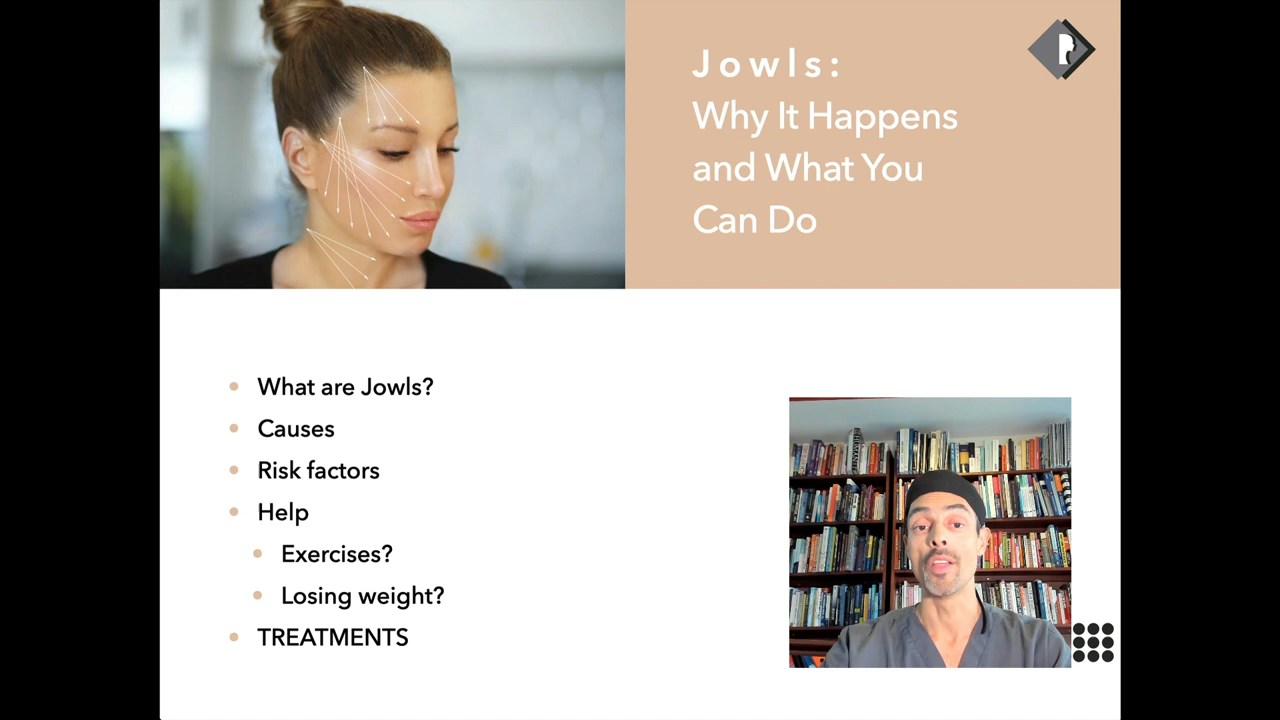 Jowls:
Why It Happens
and What You
Can Do
What are Jowls?
Causes
Risk factors
Help
Exercises?
Losing weight?
TREATMENTS